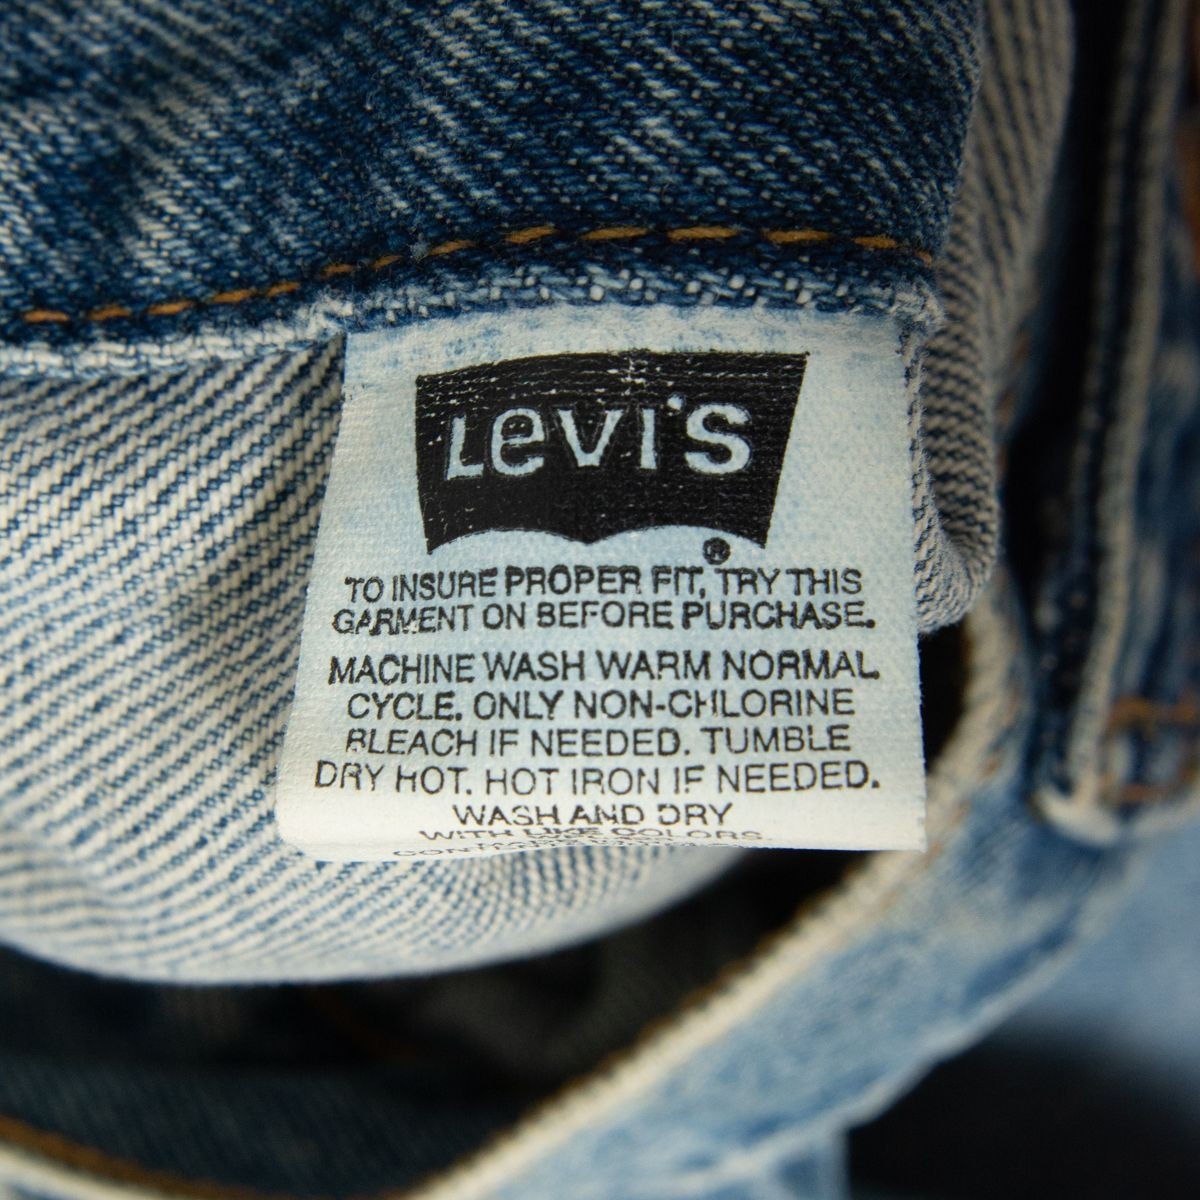 LEVI'S
®
TO INSURE PROPER FIT, TRY THIS
GARMENT ON BEFORE PURCHASE.
MACHINE WASH WARM NORMAL
CYCLE. ONLY NON-CHLORINE
BLEACH IF NEEDED. TUMBLE
DRY HOT. HOT IRON IF NEEDED.
WASH AND DRY
WITH LIKE COLORS